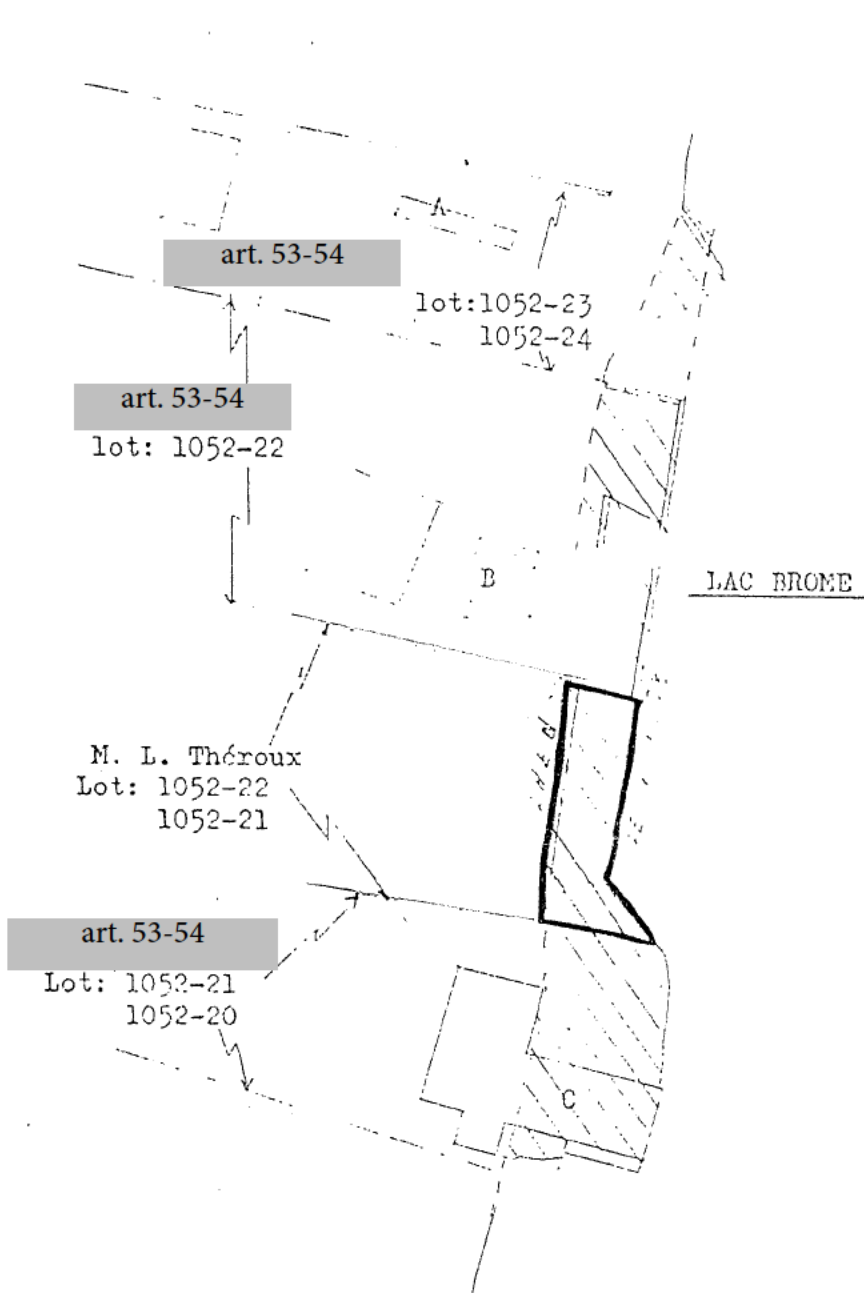 A
art. 53-54
lot:1052-23
1052-24
art. 53-54
lot: 1052-22
B
LAC BROME
M. L. Théroux
Lot: 1052-22
1052-21
art. 53-54
Lot: 1052-21
1052-20
C